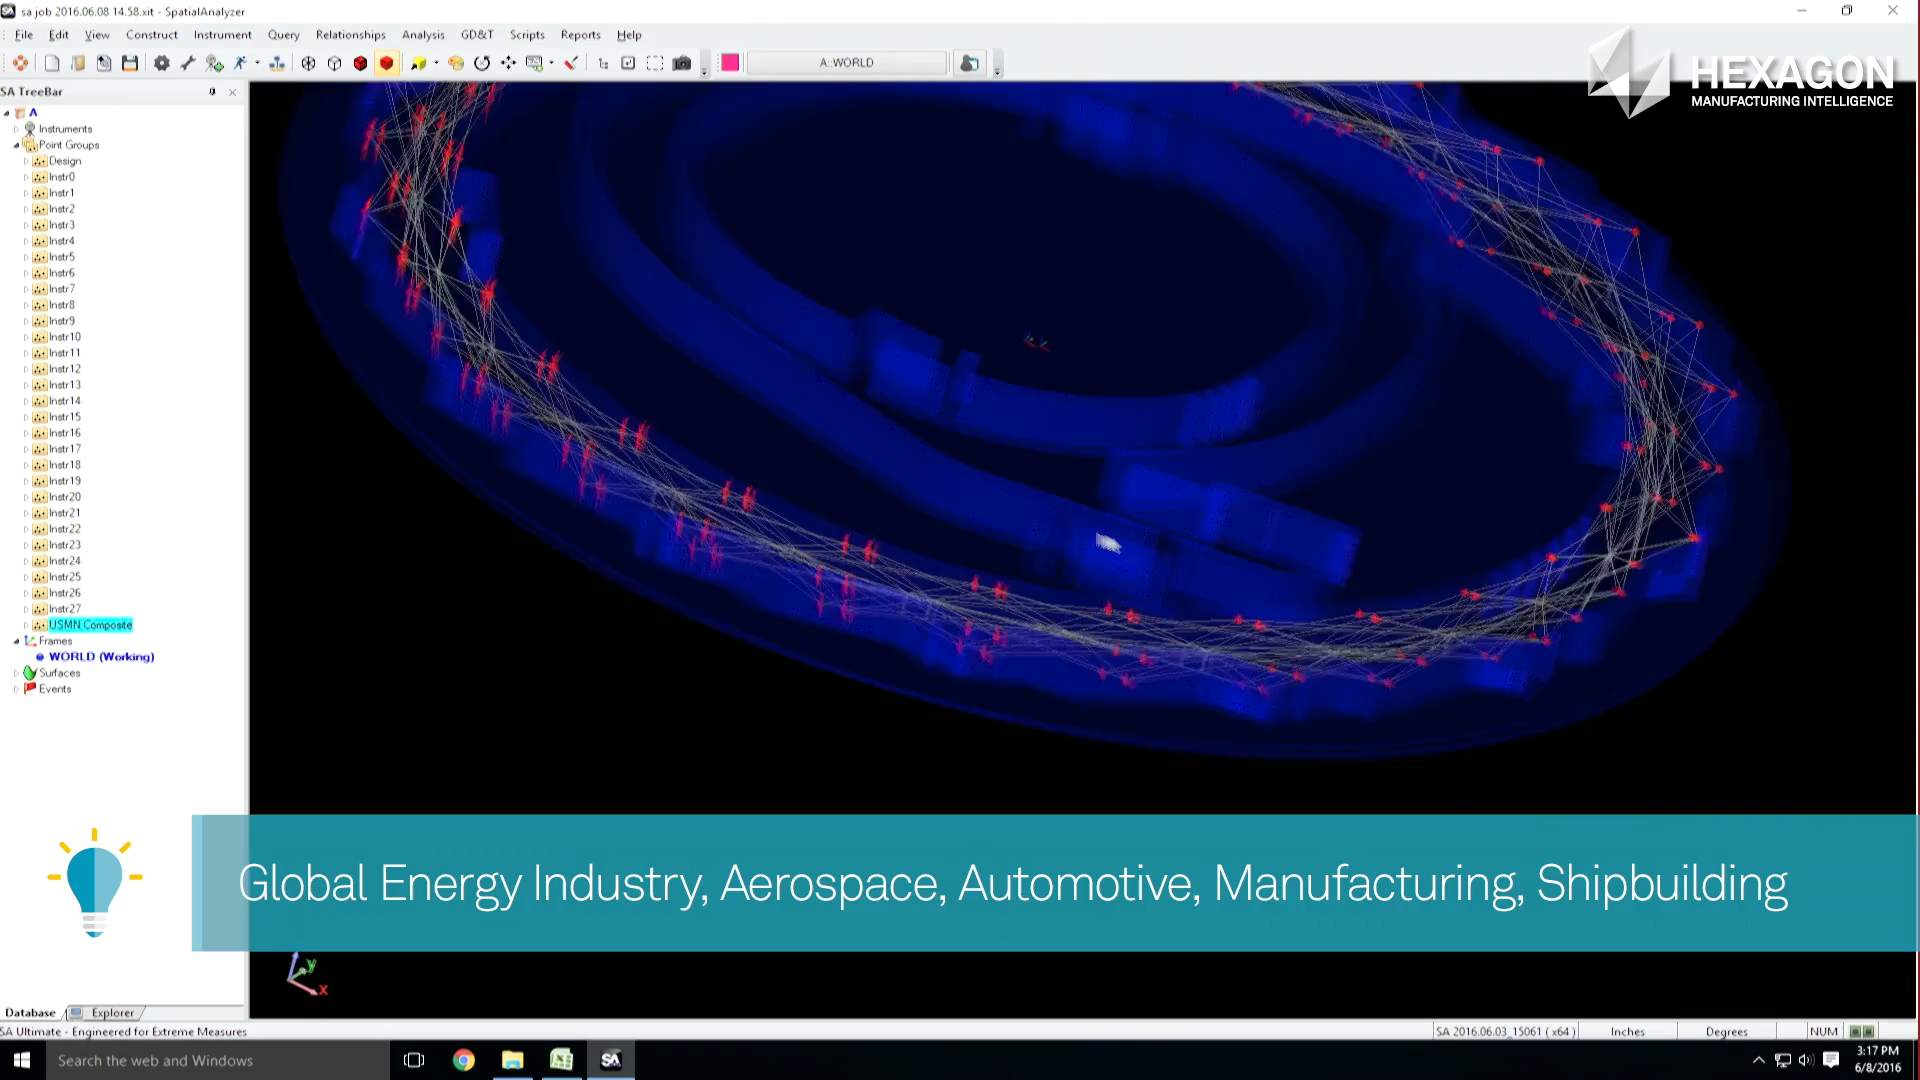 sa job 2016.06.08 14.58.xit - SpatialAnalyzer
File Edit View Construct Instrument Query Relationships Analysis GD&T Scripts Reports Help
A::WORLD
HEXAGON
MANUFACTURING INTELLIGENCE
SA TreeBar
A
Instruments
Point Groups
Design
Instr0
Instr1
Instr2
Instr3
Instr4
Instr5
Instr6
Instr7
Instr8
Instr9
Instr10
Instr11
Instr12
Instr13
Instr14
Instr15
Instr16
Instr17
Instr18
Instr19
Instr20
Instr21
Instr22
Instr23
Instr24
Instr25
Instr26
Instr27
USMN Composite
Frames
WORLD (Working)
Surfaces
Events
Global Energy Industry, Aerospace, Automotive, Manufacturing, Shipbuilding
y
x
Database Explorer
SA Ultimate - Engineered for Extreme Measures
SA 2016.06.03_15061 ( x64 ) Inches Degrees NUM
Search the web and Windows
SA
3:17 PM
6/8/2016